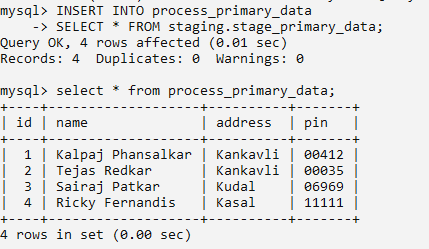 mysql> INSERT INTO process_primary_data
    -> SELECT * FROM staging.stage_primary_data;
Query OK, 4 rows affected (0.01 sec)
Records: 4  Duplicates: 0  Warnings: 0

mysql> select * from process_primary_data;
+----+-------------------+----------+-------+
| id | name              | address  | pin   |
+----+-------------------+----------+-------+
|  1 | Kalpaj Phansalkar | Kankavli | 00412 |
|  2 | Tejas Redkar      | Kankavli | 00035 |
|  3 | Sairaj Patkar     | Kudal    | 06969 |
|  4 | Ricky Fernandis   | Kasal    | 11111 |
+----+-------------------+----------+-------+
4 rows in set (0.00 sec)